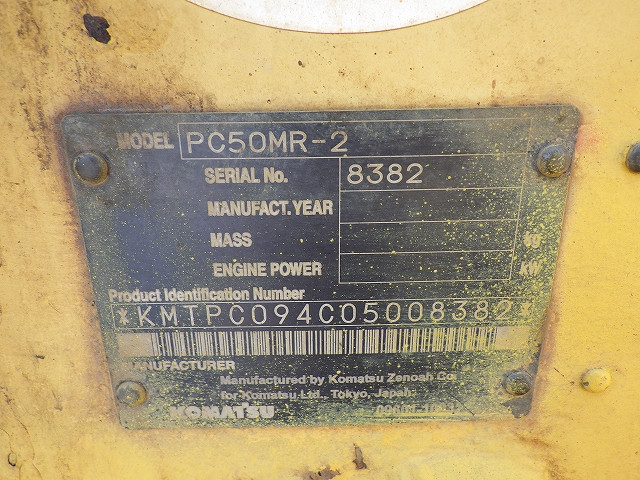 MODEL PC50MR-2
SERIAL No. 8382
MANUFACT.YEAR
MASS kg
ENGINE POWER kW
Product Identification Number
*KMTPC094C05008382*
MANUFACTURER
Manufactured by Komatsu Zenoah Co.
for Komatsu Ltd., Tokyo, Japan
KOMATSU